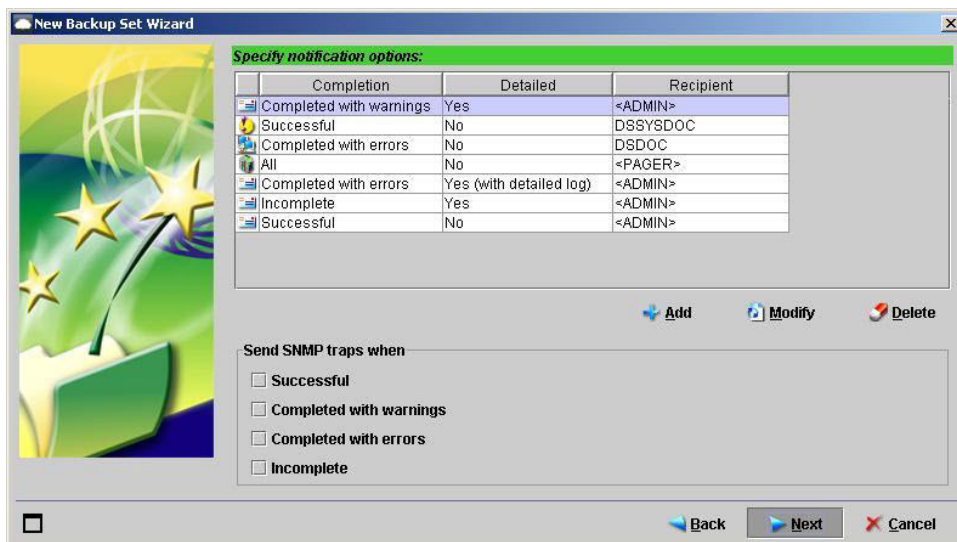 New Backup Set Wizard
Specify notification options:
Completion Detailed Recipient
Completed with warnings Yes <ADMIN>
Successful No DSSYSDOC
Completed with errors No DSDOC
All No <PAGER>
Completed with errors Yes (with detailed log) <ADMIN>
Incomplete Yes <ADMIN>
Successful No <ADMIN>
Add Modify Delete
Send SNMP traps when
Successful
Completed with warnings
Completed with errors
Incomplete
Back Next Cancel